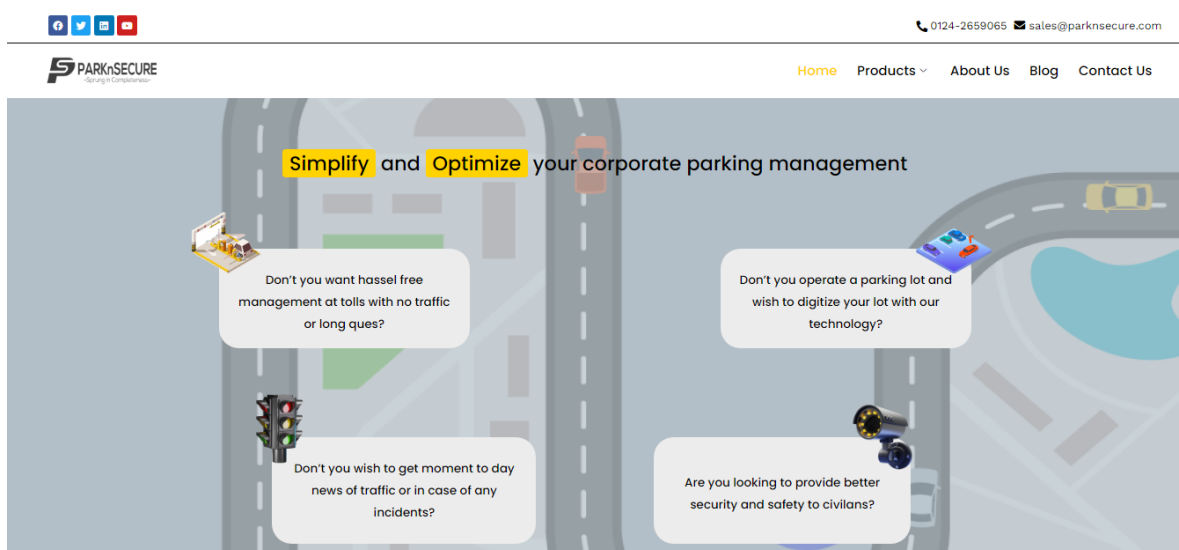 0124-2659065 sales@parknsecure.com
PARKnSECURE
-Sprung in Completeness-
Home Products About Us Blog Contact Us
Simplify and Optimize your corporate parking management
Don't you want hassel free
management at tolls with no traffic
or long ques?
Don't you operate a parking lot and
wish to digitize your lot with our
technology?
Don't you wish to get moment to day
news of traffic or in case of any
incidents?
Are you looking to provide better
security and safety to civilans?